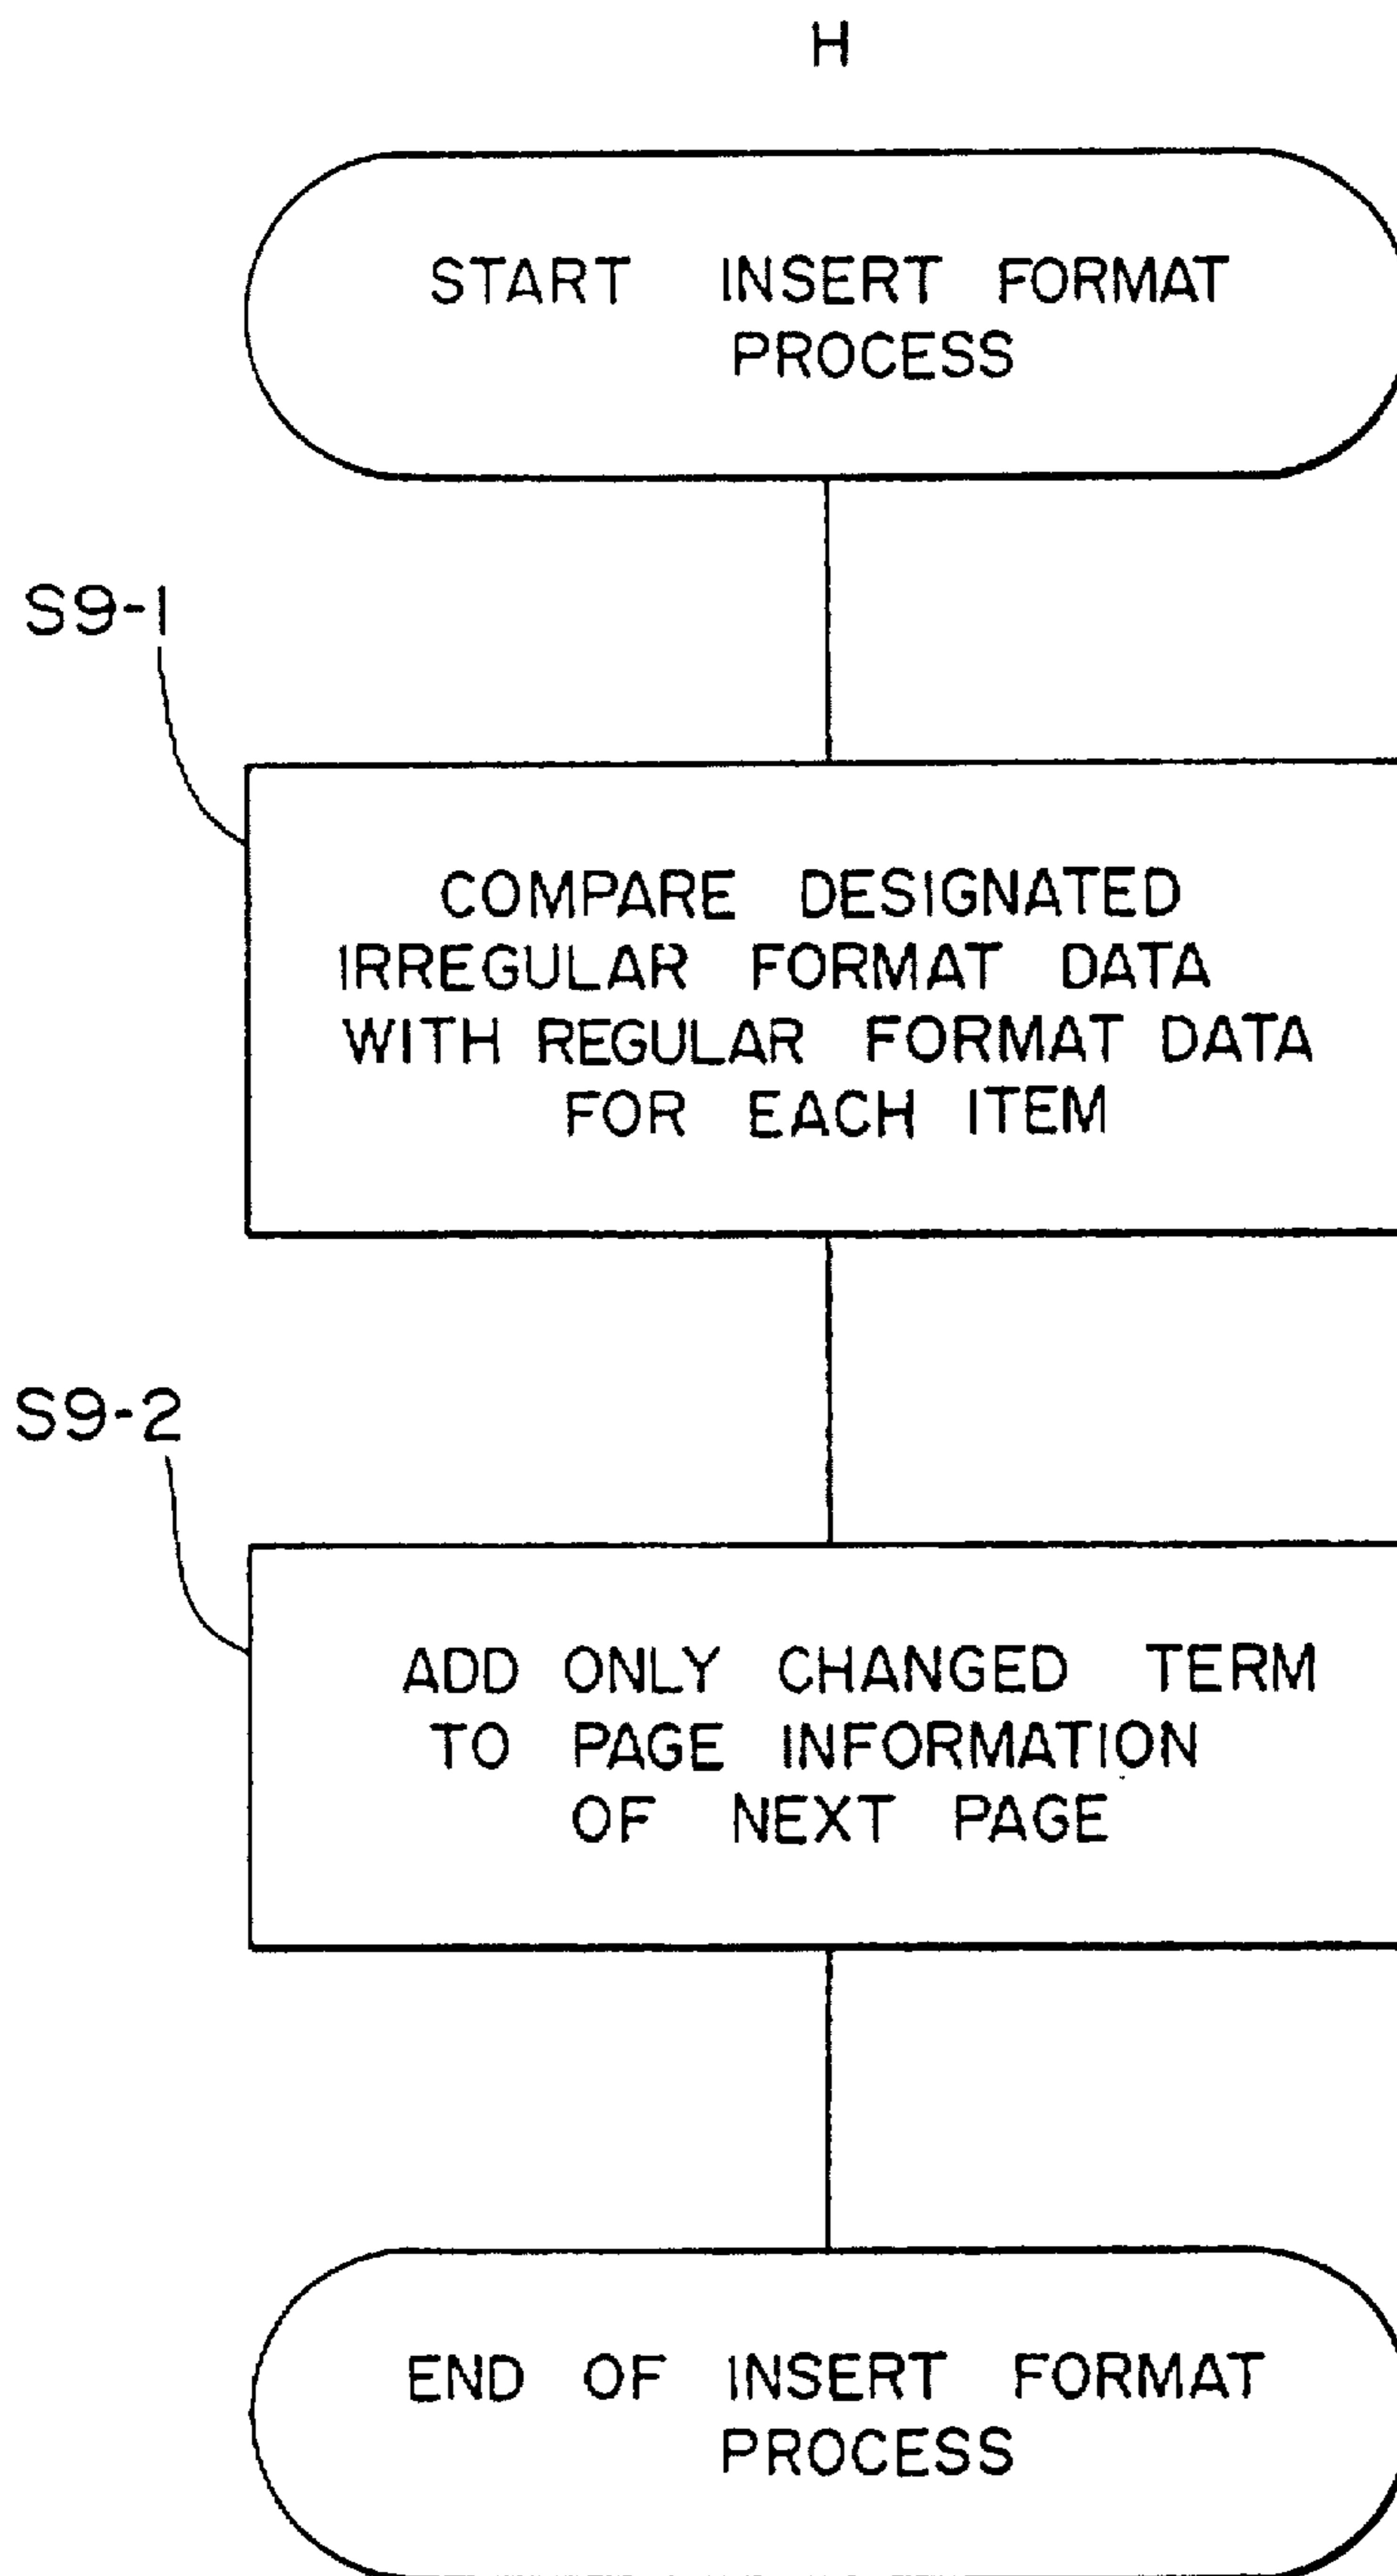 H
START INSERT FORMAT
PROCESS
S9-1
COMPARE DESIGNATED
IRREGULAR FORMAT DATA
WITH REGULAR FORMAT DATA
FOR EACH ITEM
S9-2
ADD ONLY CHANGED TERM
TO PAGE INFORMATION
OF NEXT PAGE
END OF INSERT FORMAT
PROCESS